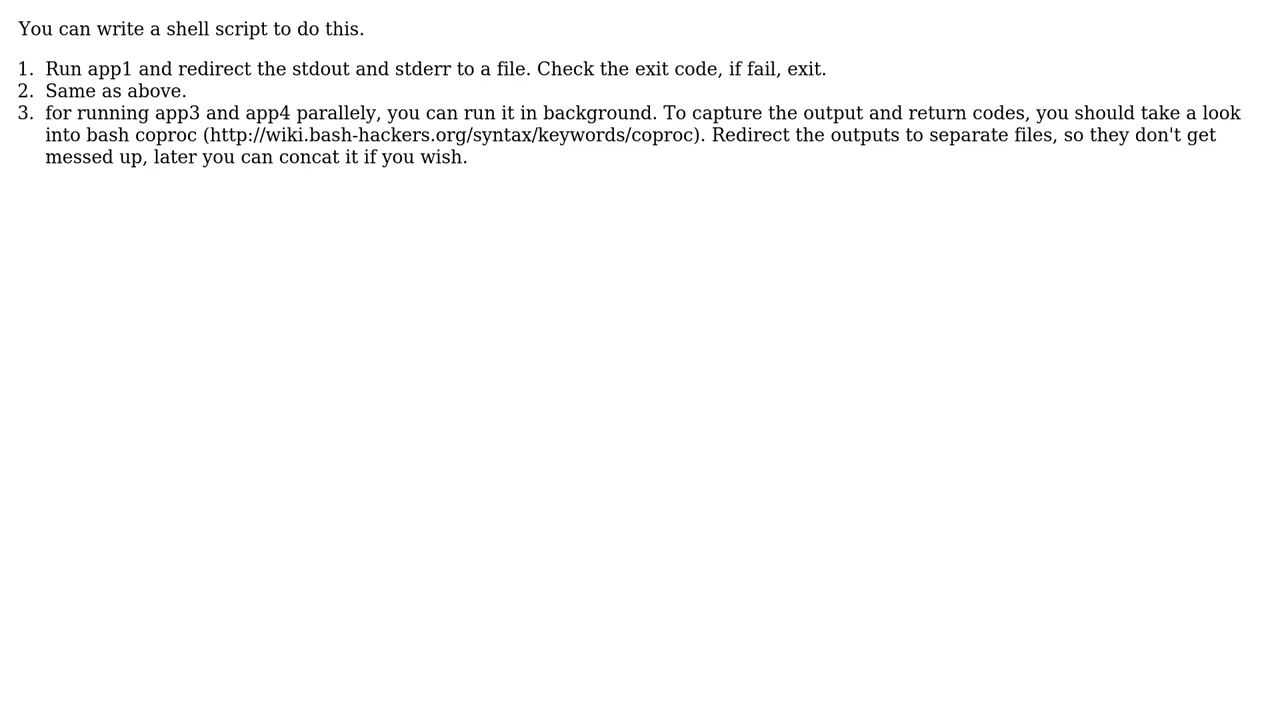 You can write a shell script to do this.
1. Run app1 and redirect the stdout and stderr to a file. Check the exit code, if fail, exit.
2. Same as above.
3. for running app3 and app4 parallely, you can run it in background. To capture the output and return codes, you should take a look
into bash coproc (http://wiki.bash-hackers.org/syntax/keywords/coproc). Redirect the outputs to separate files, so they don't get
messed up, later you can concat it if you wish.